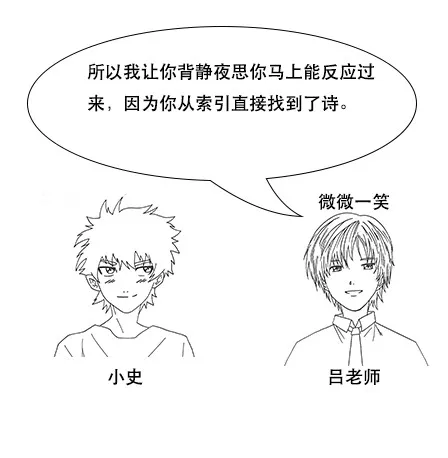 所以我让你背静夜思你马上能反应过
来，因为你从索引直接找到了诗。
微微一笑
小史
吕老师